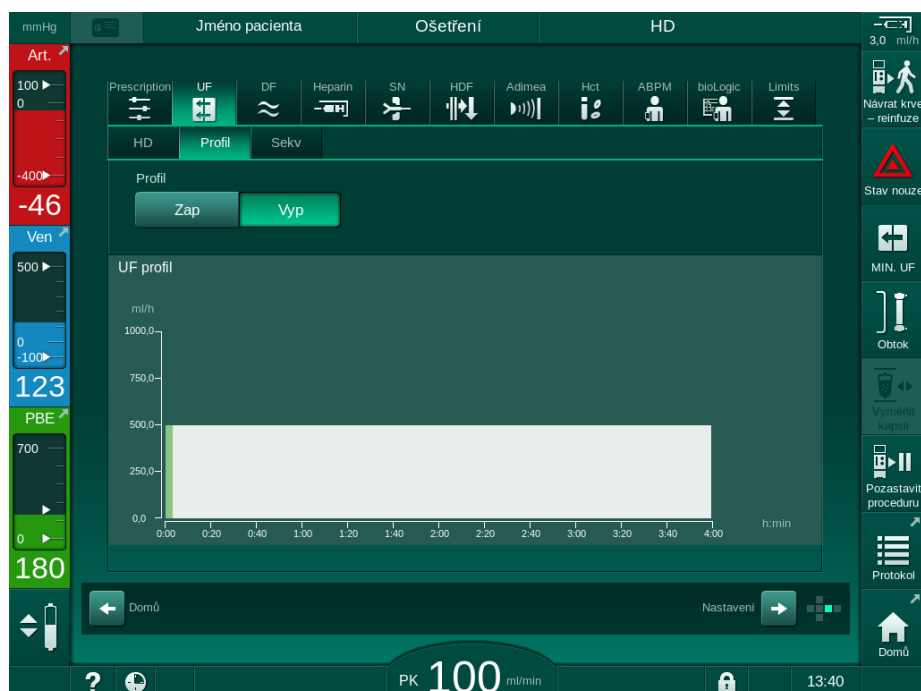 mmHg
Jméno pacienta
Ošetření
HD
3,0 ml/h
Art.
100
0
-400
-46
Ven
500
0
-100
123
PBE
700
0
180
Prescription
UF
DF
Heparin
SN
HDF
Adimea
Hct
ABPM
bioLogic
Limits
HD
Profil
Sekv
Profil
Zap
Vyp
UF profil
ml/h
1000,0
750,0
500,0
250,0
0,0
0:00 0:20 0:40 1:00 1:20 1:40 2:00 2:20 2:40 3:00 3:20 3:40 4:00
h:min
Domů
Nastavení
Návrat krve
– reinfuze
Stav nouze
MIN. UF
Obtok
Vyměnit
kapsli
Pozastavit
proceduru
Protokol
Domů
?
PK 100 ml/min
13:40